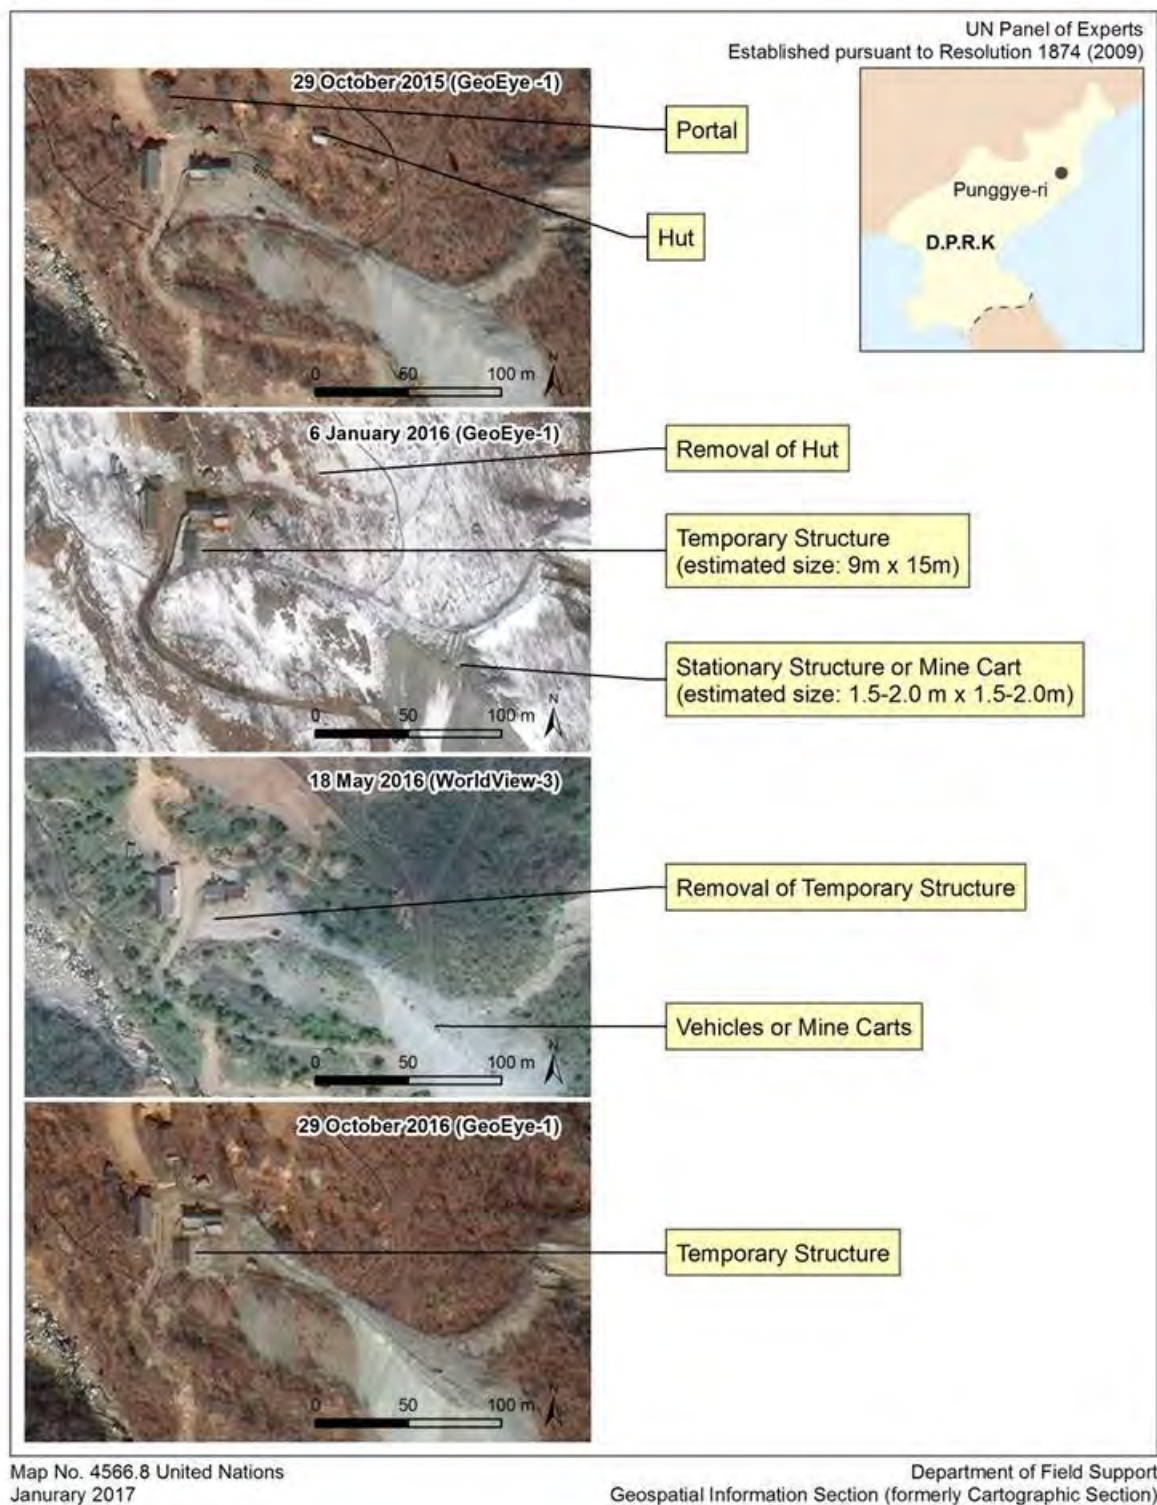 UN Panel of Experts
Established pursuant to Resolution 1874 (2009)
29 October 2015 (GeoEye -1)
Portal
Hut
0 50 100 m
N
Punggye-ri
D.P.R.K
6 January 2016 (GeoEye-1)
Removal of Hut
Temporary Structure
(estimated size: 9m x 15m)
Stationary Structure or Mine Cart
(estimated size: 1.5-2.0 m x 1.5-2.0m)
0 50 100 m
N
18 May 2016 (WorldView-3)
Removal of Temporary Structure
Vehicles or Mine Carts
0 50 100 m
N
29 October 2016 (GeoEye-1)
Temporary Structure
0 50 100 m
N
Map No. 4566.8 United Nations
Janurary 2017
Department of Field Support
Geospatial Information Section (formerly Cartographic Section)